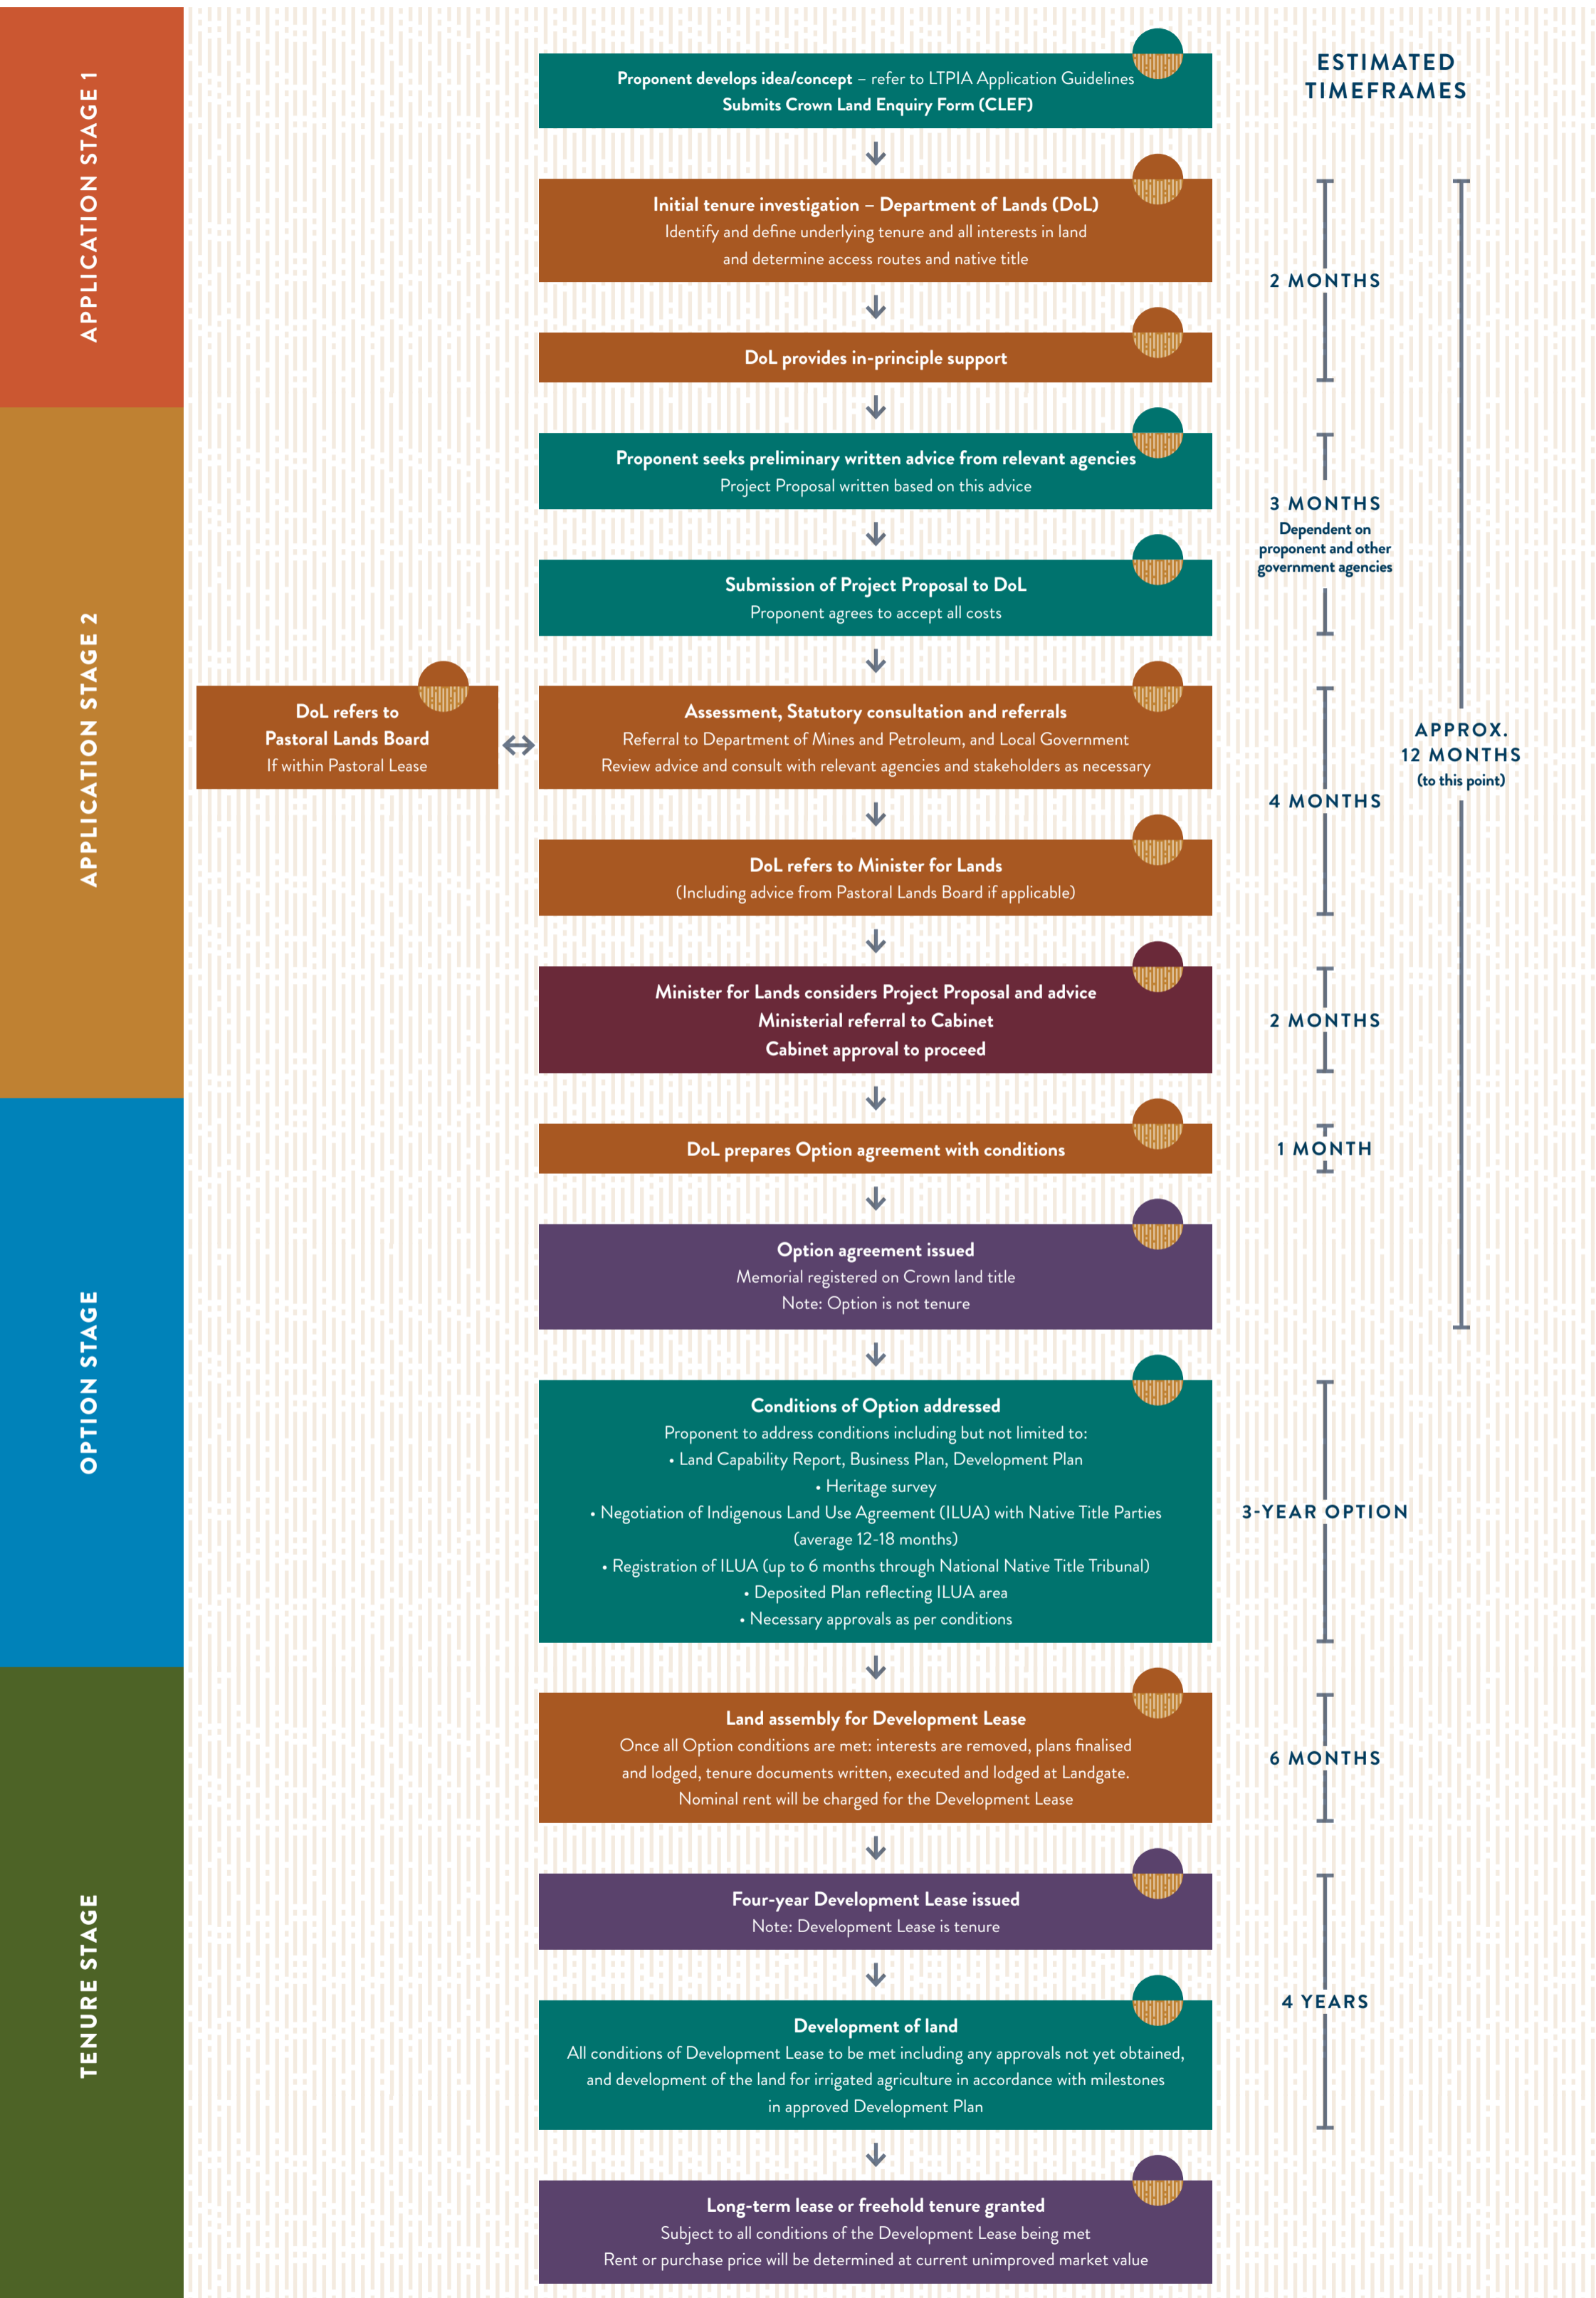 APPLICATION STAGE 1
ESTIMATED
TIMEFRAMES
Proponent develops idea/concept – refer to LTPIA Application Guidelines
Submits Crown Land Enquiry Form (CLEF)
Initial tenure investigation – Department of Lands (DoL)
Identify and define underlying tenure and all interests in land
and determine access routes and native title
2 MONTHS
DoL provides in-principle support
APPLICATION STAGE 2
Proponent seeks preliminary written advice from relevant agencies
Project Proposal written based on this advice
3 MONTHS
Dependent on
proponent and other
government agencies
Submission of Project Proposal to DoL
Proponent agrees to accept all costs
DoL refers to
Pastoral Lands Board
If within Pastoral Lease
Assessment, Statutory consultation and referrals
Referral to Department of Mines and Petroleum, and Local Government
Review advice and consult with relevant agencies and stakeholders as necessary
APPROX.
12 MONTHS
(to this point)
4 MONTHS
DoL refers to Minister for Lands
(Including advice from Pastoral Lands Board if applicable)
Minister for Lands considers Project Proposal and advice
Ministerial referral to Cabinet
Cabinet approval to proceed
2 MONTHS
OPTION STAGE
DoL prepares Option agreement with conditions
1 MONTH
Option agreement issued
Memorial registered on Crown land title
Note: Option is not tenure
Conditions of Option addressed
Proponent to address conditions including but not limited to:
• Land Capability Report, Business Plan, Development Plan
• Heritage survey
• Negotiation of Indigenous Land Use Agreement (ILUA) with Native Title Parties
(average 12-18 months)
• Registration of ILUA (up to 6 months through National Native Title Tribunal)
• Deposited Plan reflecting ILUA area
• Necessary approvals as per conditions
3-YEAR OPTION
TENURE STAGE
Land assembly for Development Lease
Once all Option conditions are met: interests are removed, plans finalised
and lodged, tenure documents written, executed and lodged at Landgate.
Nominal rent will be charged for the Development Lease
6 MONTHS
Four-year Development Lease issued
Note: Development Lease is tenure
4 YEARS
Development of land
All conditions of Development Lease to be met including any approvals not yet obtained,
and development of the land for irrigated agriculture in accordance with milestones
in approved Development Plan
Long-term lease or freehold tenure granted
Subject to all conditions of the Development Lease being met
Rent or purchase price will be determined at current unimproved market value